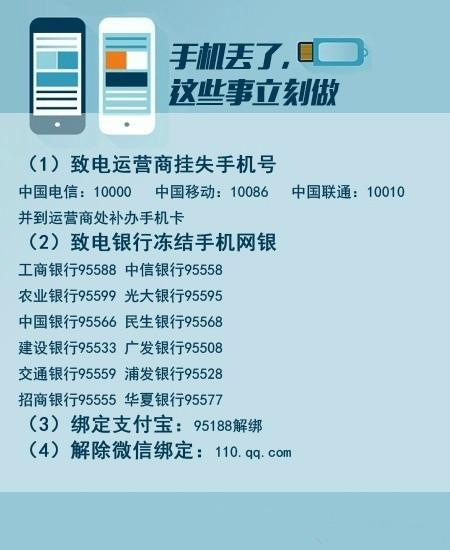 手机丢了,
这些事立刻做
（1）致电运营商挂失手机号
中国电信：10000 中国移动：10086 中国联通：10010
并到运营商处补办手机卡
（2）致电银行冻结手机网银
工商银行95588 中信银行95558
农业银行95599 光大银行95595
中国银行95566 民生银行95568
建设银行95533 广发银行95508
交通银行95559 浦发银行95528
招商银行95555 华夏银行95577
（3）绑定支付宝：95188解绑
（4）解除微信绑定：110.qq.com